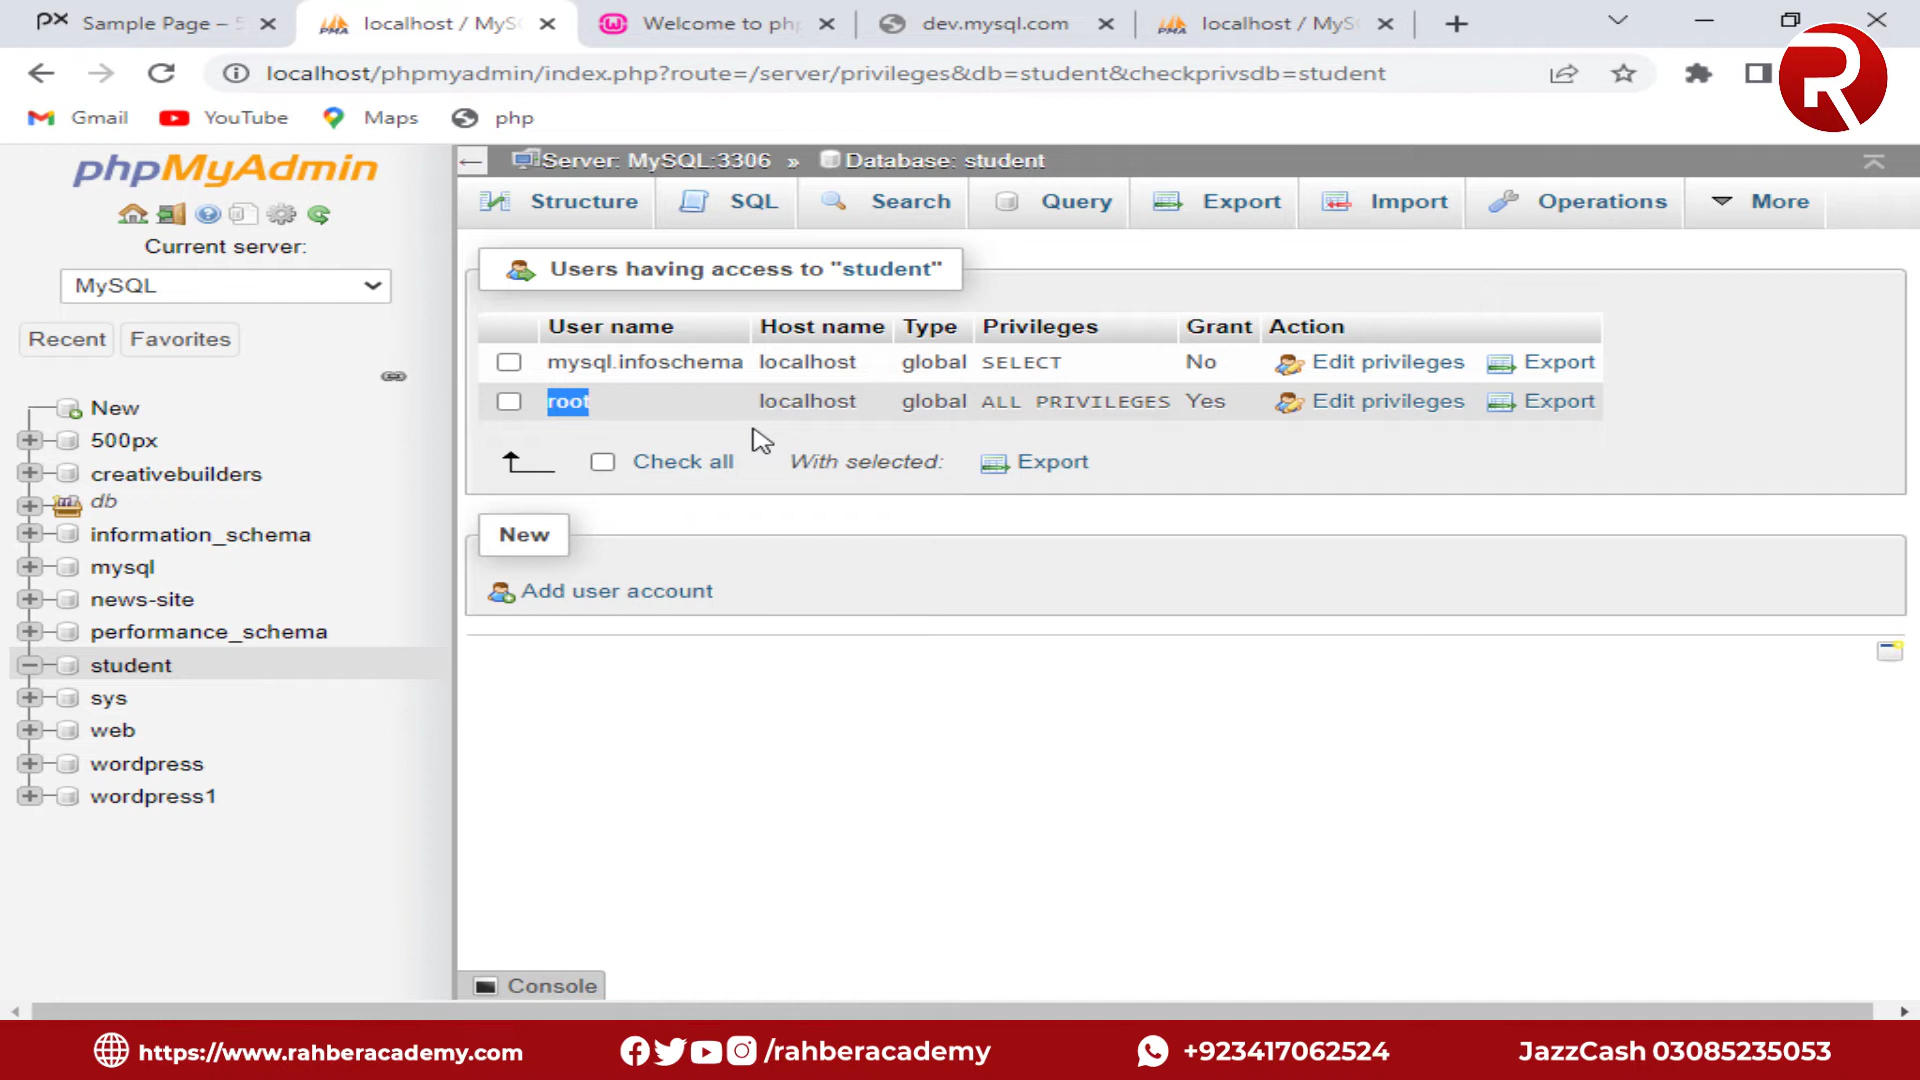 Sample Page –
localhost / MyS
Welcome to php
dev.mysql.com
localhost / MyS
localhost/phpmyadmin/index.php?route=/server/privileges&db=student&checkprivsdb=student
R
Gmail
YouTube
Maps
php
phpMyAdmin
Current server:
MySQL
Recent
Favorites
New
500px
creativebuilders
db
information_schema
mysql
news-site
performance_schema
student
sys
web
wordpress
wordpress1
Server: MySQL:3306 » Database: student
Structure
SQL
Search
Query
Export
Import
Operations
More
Users having access to "student"
User name Host name Type Privileges Grant Action
mysql.infoschema localhost global SELECT No Edit privileges Export
root localhost global ALL PRIVILEGES Yes Edit privileges Export
Check all With selected: Export
New
Add user account
Console
https://www.rahberacademy.com
/rahberacademy
+923417062524
JazzCash 03085235053